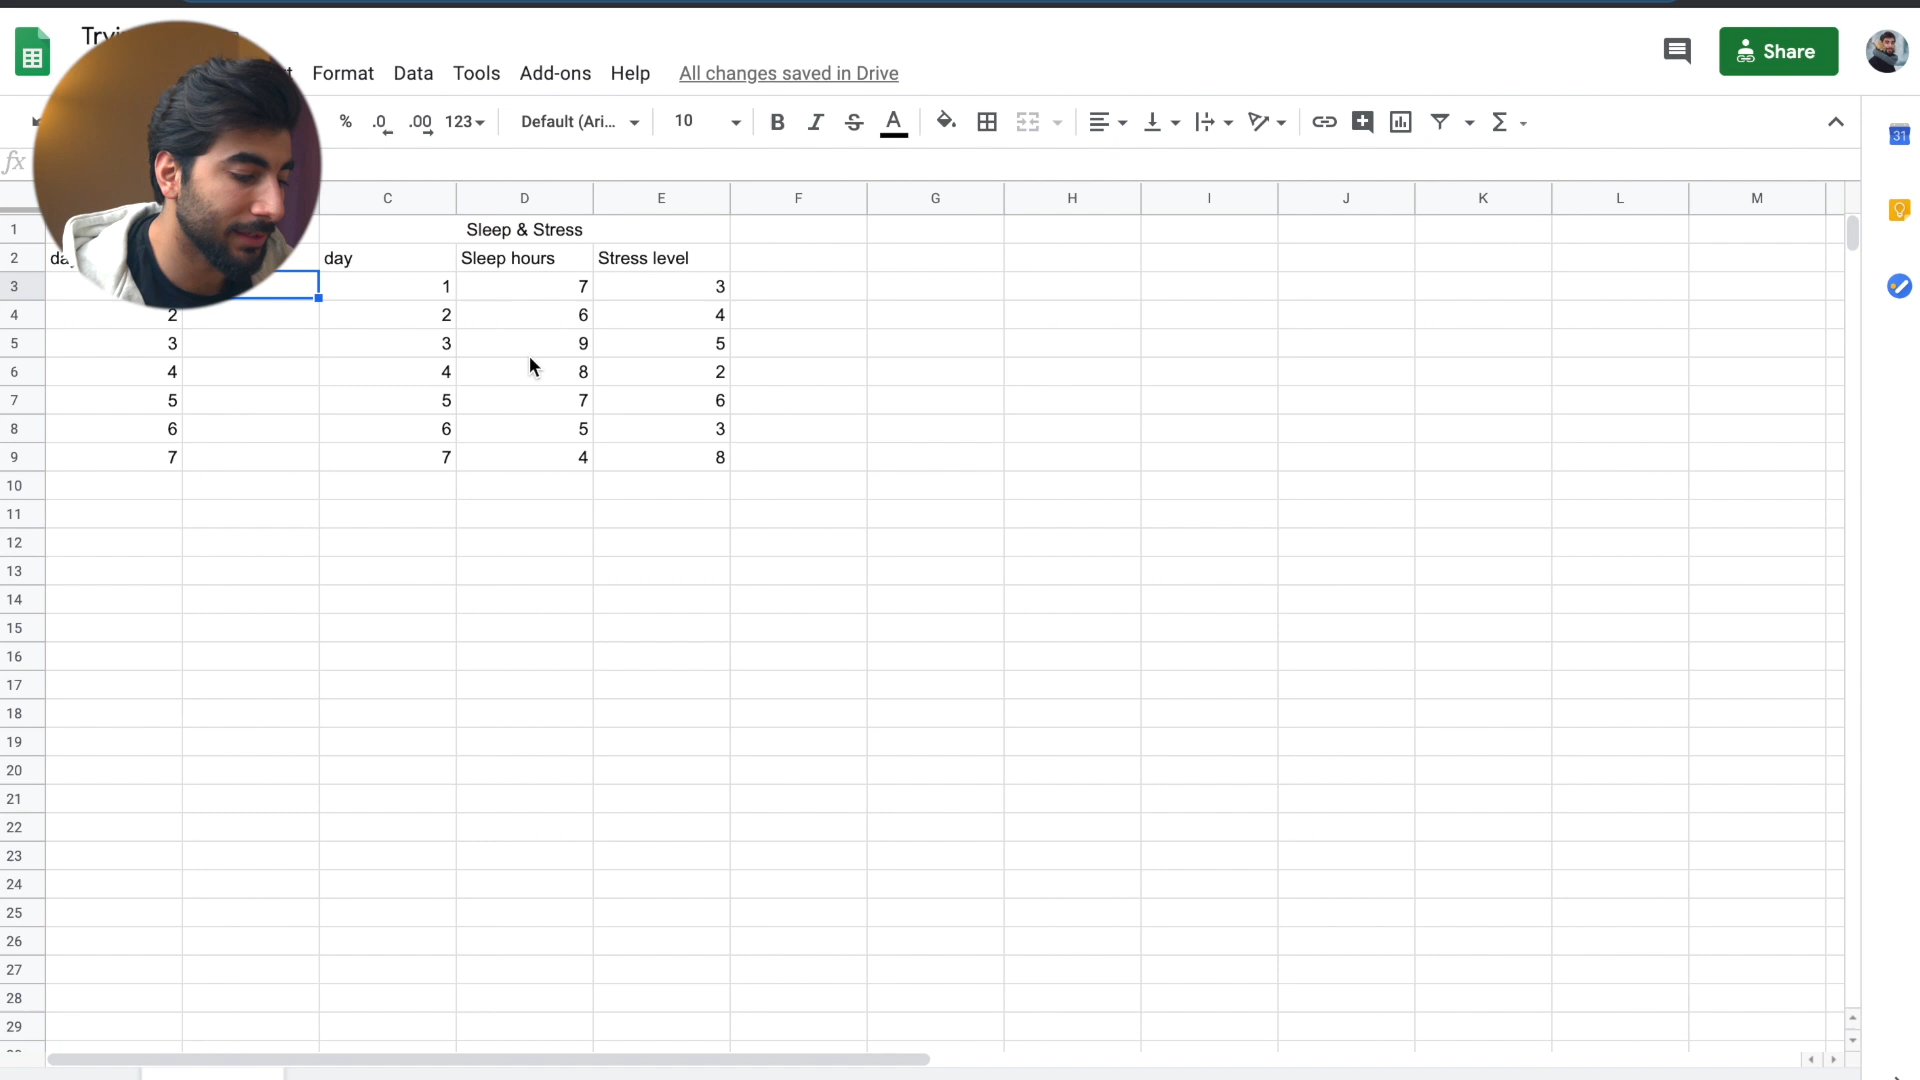 Format Data Tools Add-ons Help All changes saved in Drive
Share
% .0 .00 123 Default (Ari... 10 B I S A Σ
31
fx
C D E F G H I J K L M
1 Sleep & Stress
2 day Sleep hours Stress level
3 1 7 3
4 2 2 6 4
5 3 3 9 5
6 4 4 8 2
7 5 5 7 6
8 6 6 5 3
9 7 7 4 8
10
11
12
13
14
15
16
17
18
19
20
21
22
23
24
25
26
27
28
29